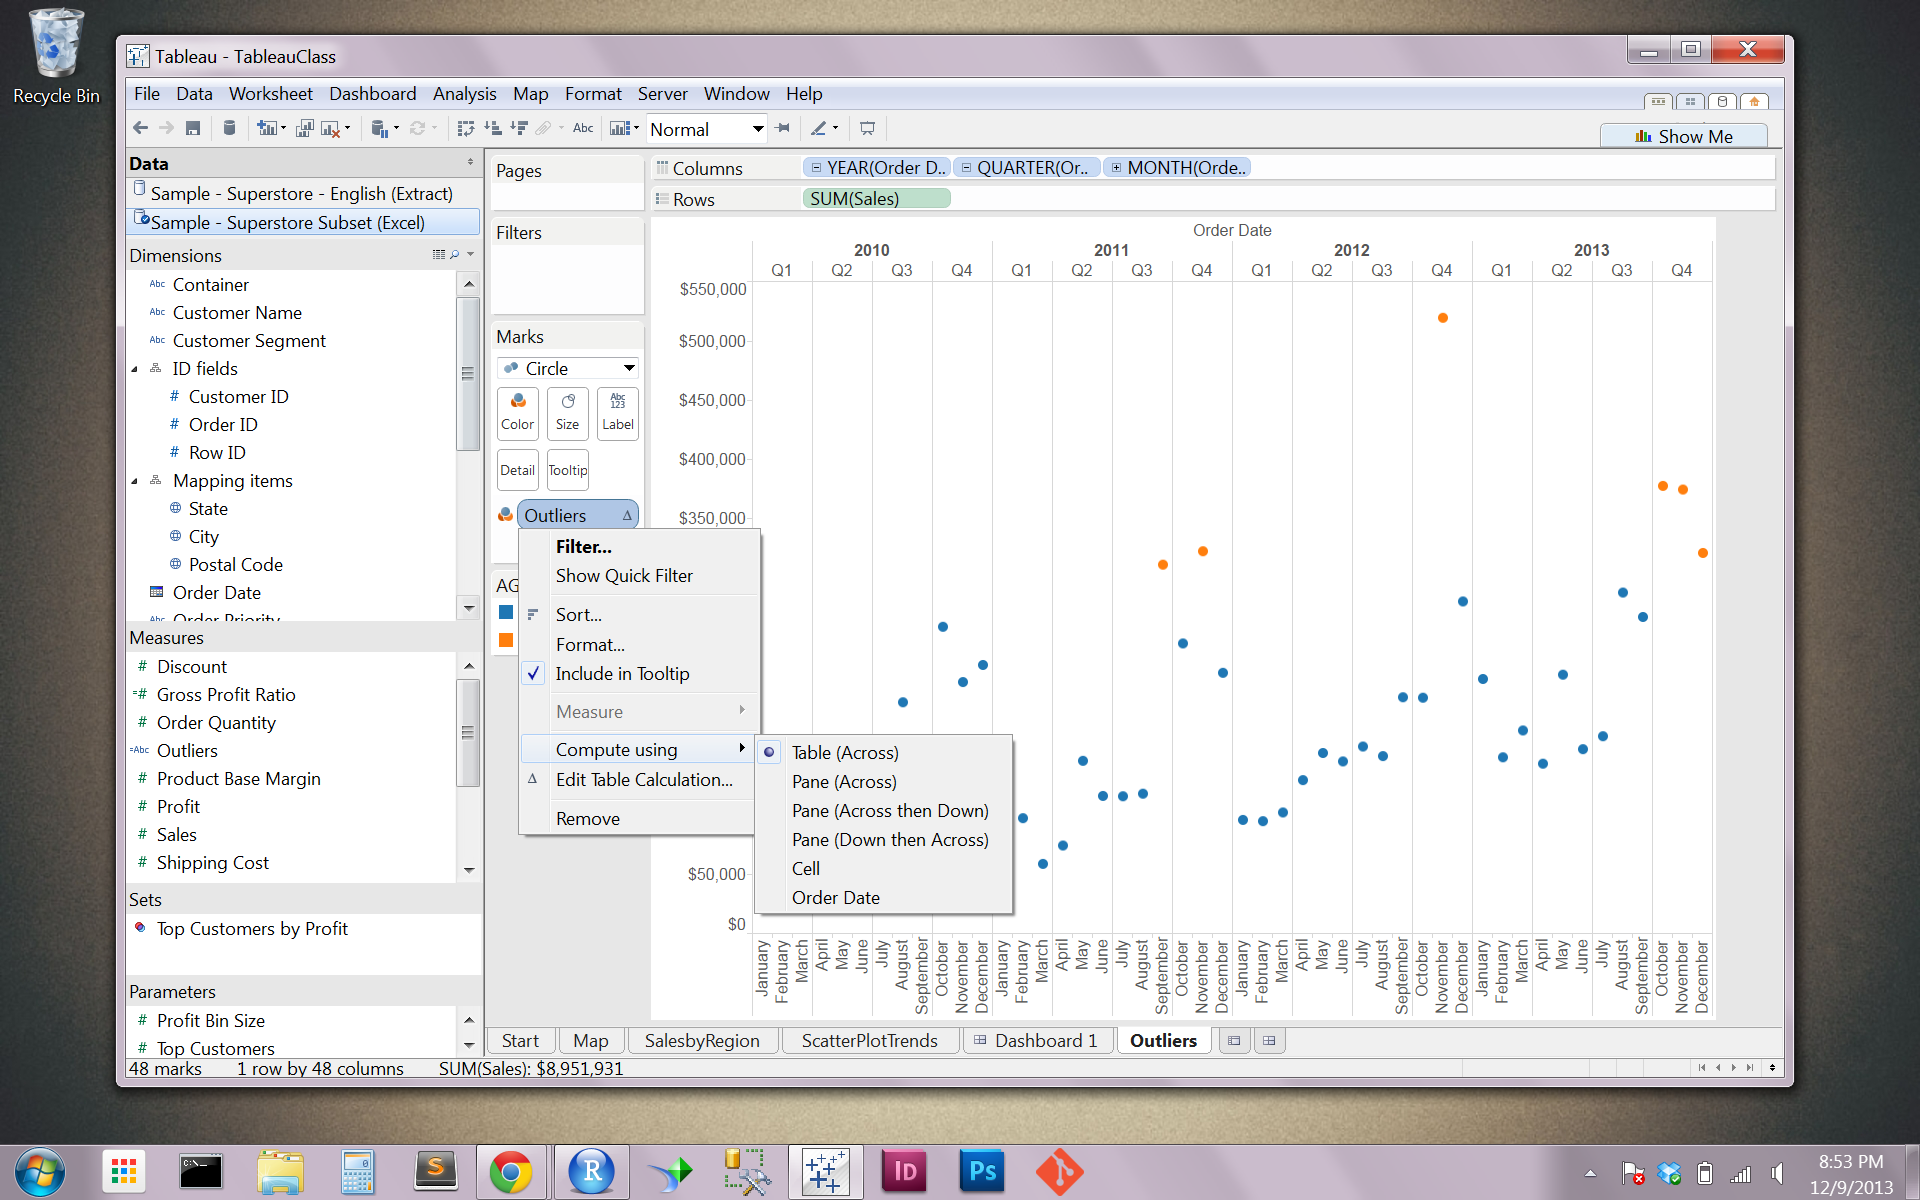 Recycle Bin
Tableau - TableauClass
File Data Worksheet Dashboard Analysis Map Format Server Window Help
Abc Normal
Show Me
Data
Sample - Superstore - English (Extract)
Sample - Superstore Subset (Excel)
Dimensions
Abc Container
Abc Customer Name
Abc Customer Segment
ID fields
# Customer ID
# Order ID
# Row ID
Mapping items
State
City
Postal Code
Order Date
Abc Order Priority
Measures
# Discount
=# Gross Profit Ratio
# Order Quantity
=Abc Outliers
# Product Base Margin
# Profit
# Sales
# Shipping Cost
Sets
Top Customers by Profit
Parameters
# Profit Bin Size
# Top Customers
Pages
Filters
Marks
Circle
Color
Size
Abc
123
Label
Detail
Tooltip
Outliers Δ
AG
Filter...
Show Quick Filter
Sort...
Format...
Include in Tooltip
Measure
Compute using
Δ Edit Table Calculation...
Remove
Table (Across)
Pane (Across)
Pane (Across then Down)
Pane (Down then Across)
Cell
Order Date
Columns YEAR(Order D.. QUARTER(Or.. MONTH(Orde..
Rows SUM(Sales)
Order Date
2010 2011 2012 2013
Q1 Q2 Q3 Q4 Q1 Q2 Q3 Q4 Q1 Q2 Q3 Q4 Q1 Q2 Q3 Q4
$550,000
$500,000
$450,000
$400,000
$350,000
$50,000
$0
January February March April May June July August September October November December January February March April May June July August September October November December January February March April May June July August September October November December January February March April May June July August September October November December
Start Map SalesbyRegion ScatterPlotTrends Dashboard 1 Outliers
48 marks 1 row by 48 columns SUM(Sales): $8,951,931
C:\_
S
R
ID
Ps
8:53 PM
12/9/2013